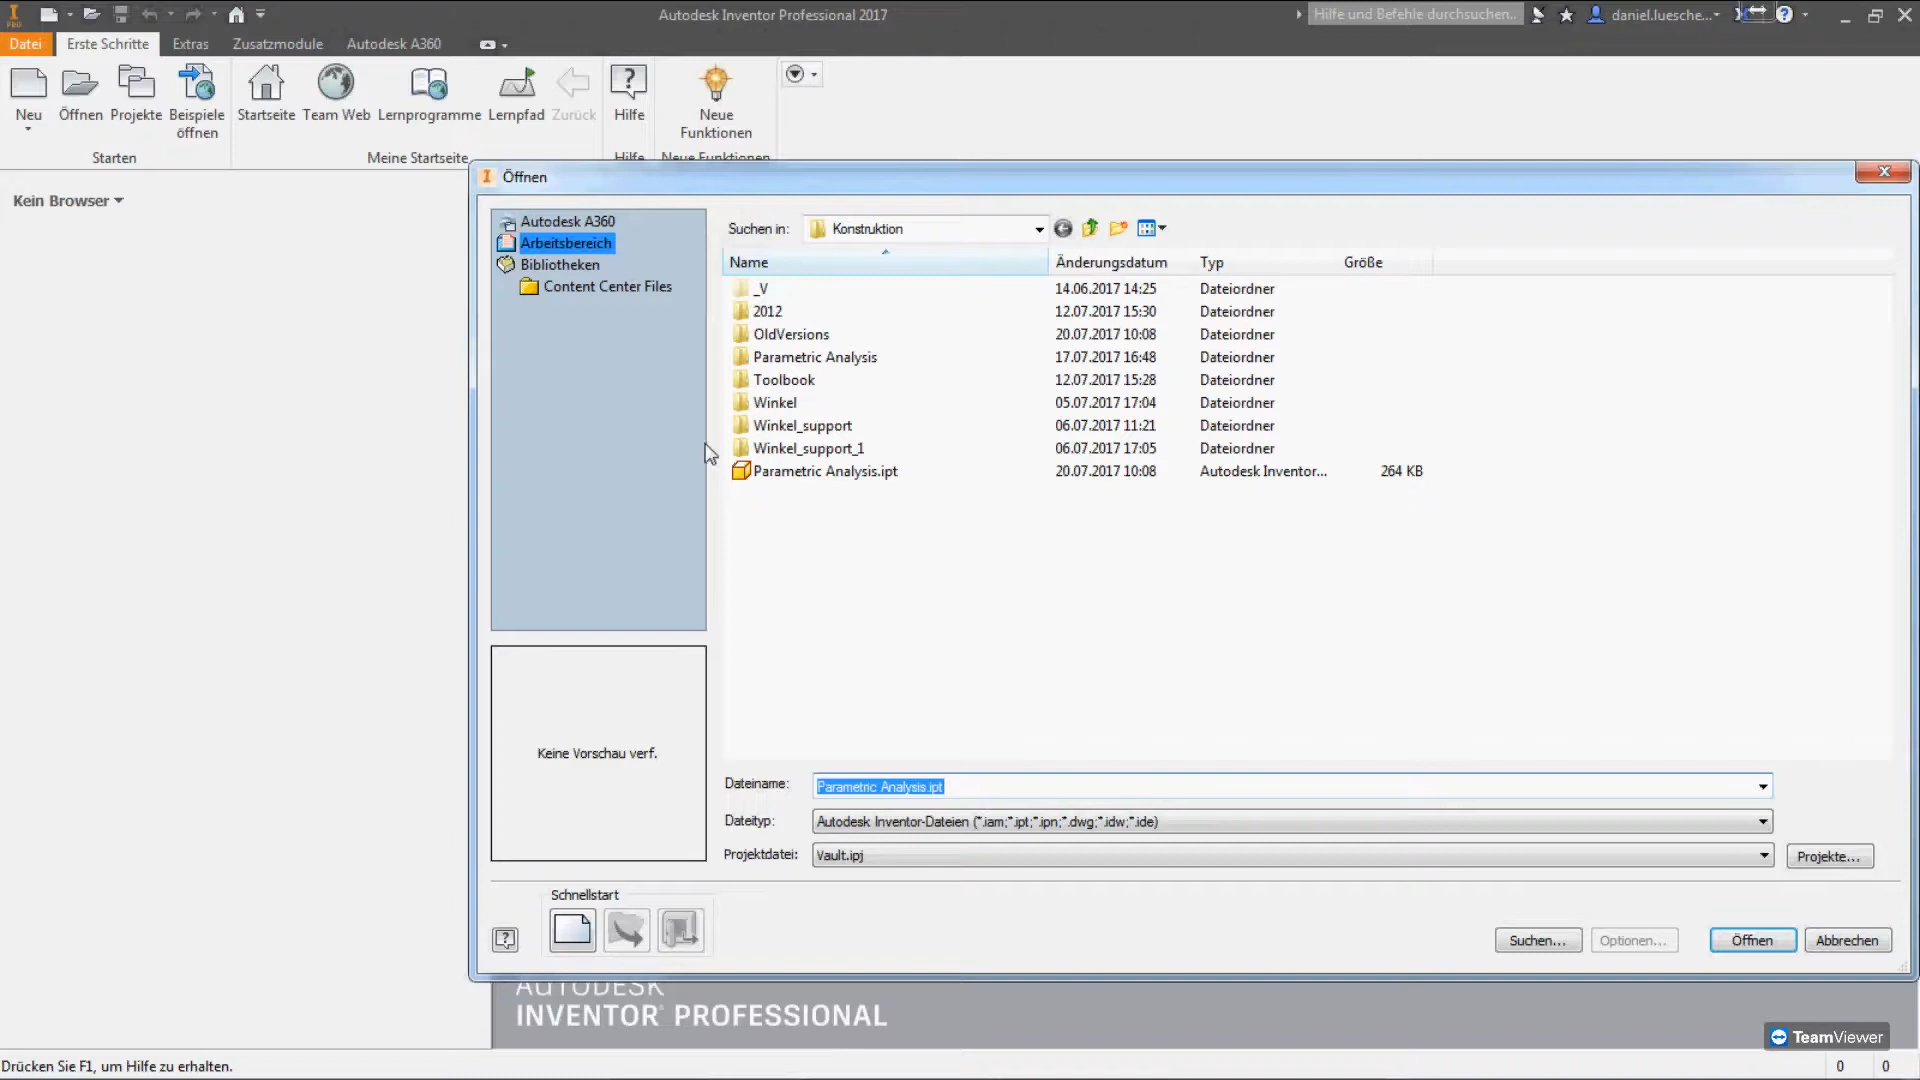 PRO
Autodesk Inventor Professional 2017
Hilfe und Befehle durchsuchen...
daniel.luesche...
Datei
Erste Schritte
Extras
Zusatzmodule
Autodesk A360
Neu
Öffnen
Projekte
Beispiele
öffnen
Startseite
Team Web
Lernprogramme
Lernpfad
Zurück
Hilfe
Neue
Funktionen
Starten
Meine Startseite
Hilfe
Neue Funktionen
Kein Browser
Öffnen
Autodesk A360
Arbeitsbereich
Bibliotheken
Content Center Files
Suchen in:
Konstruktion
Name
Änderungsdatum
Typ
Größe
_V 14.06.2017 14:25 Dateiordner
2012 12.07.2017 15:30 Dateiordner
OldVersions 20.07.2017 10:08 Dateiordner
Parametric Analysis 17.07.2017 16:48 Dateiordner
Toolbook 12.07.2017 15:28 Dateiordner
Winkel 05.07.2017 17:04 Dateiordner
Winkel_support 06.07.2017 11:21 Dateiordner
Winkel_support_1 06.07.2017 17:05 Dateiordner
Parametric Analysis.ipt 20.07.2017 10:08 Autodesk Inventor... 264 KB
Keine Vorschau verf.
Dateiname: Parametric Analysis.ipt
Dateityp: Autodesk Inventor-Dateien (*.iam;*.ipt;*.ipn;*.dwg;*.idw;*.ide)
Projektdatei: Vault.ipj
Projekte...
Schnellstart
Suchen...
Optionen...
Öffnen
Abbrechen
AUTODESK
INVENTOR® PROFESSIONAL
TeamViewer
Drücken Sie F1, um Hilfe zu erhalten.
0 0